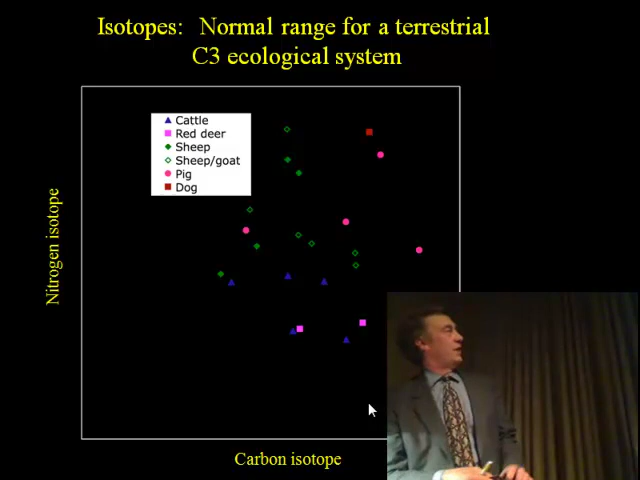 Isotopes: Normal range for a terrestrial
C3 ecological system
Cattle
Red deer
Sheep
Sheep/goat
Pig
Dog
Nitrogen isotope
Carbon isotope